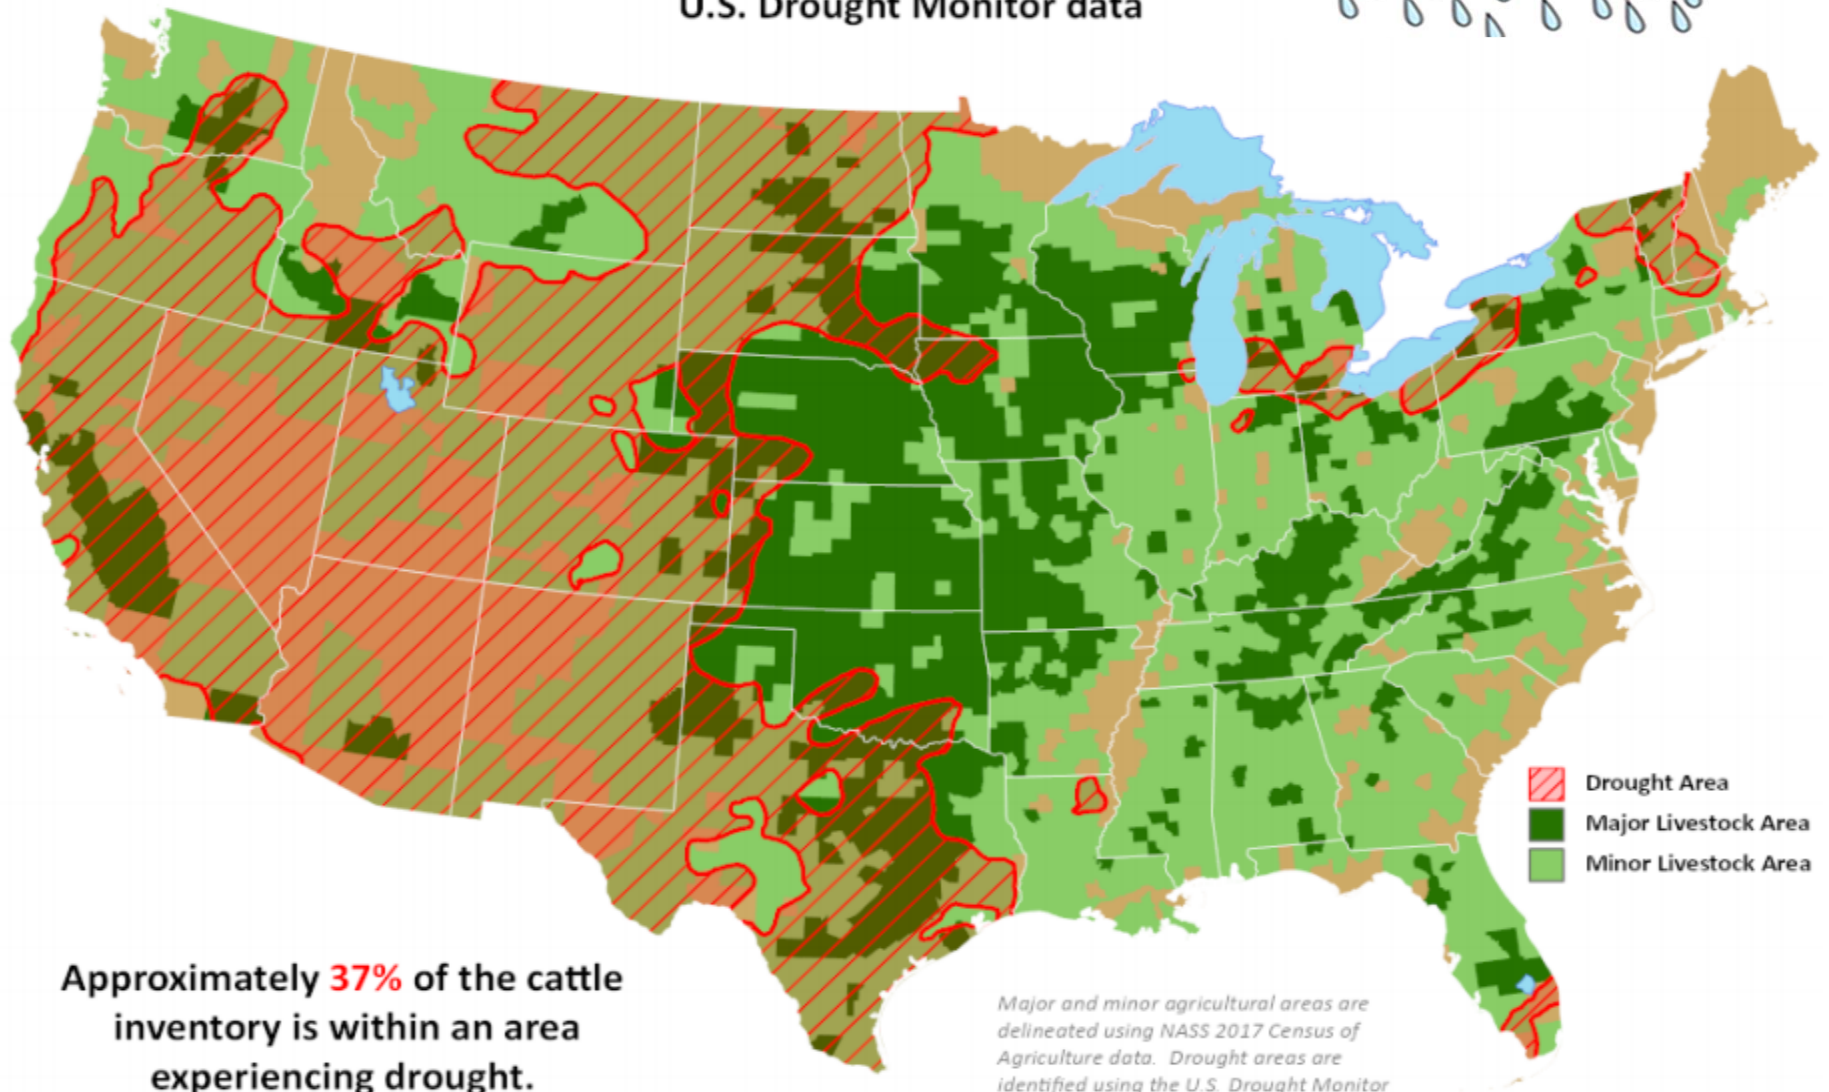 U.S. Drought Monitor data
Drought Area
Major Livestock Area
Minor Livestock Area
Approximately 37% of the cattle
inventory is within an area
experiencing drought.
Major and minor agricultural areas are
delineated using NASS 2017 Census of
Agriculture data. Drought areas are
identified using the U.S. Drought Monitor